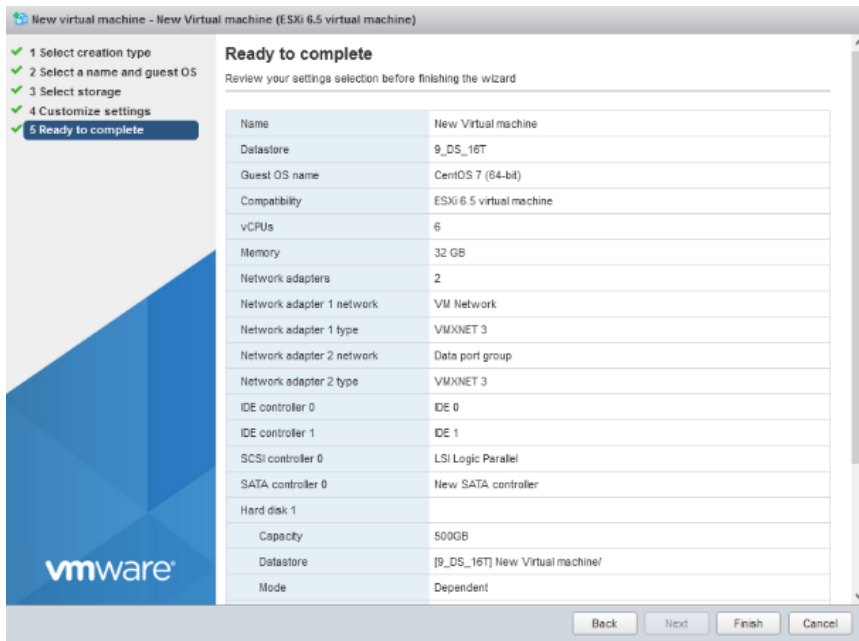 New virtual machine - New Virtual machine (ESXi 6.5 virtual machine)
1 Select creation type
2 Select a name and guest OS
3 Select storage
4 Customize settings
5 Ready to complete
Ready to complete
Review your settings selection before finishing the wizard
Name New Virtual machine
Datastore 9_DS_16T
Guest OS name CentOS 7 (64-bit)
Compatibility ESXi 6.5 virtual machine
vCPUs 6
Memory 32 GB
Network adapters 2
Network adapter 1 network VM Network
Network adapter 1 type VMXNET 3
Network adapter 2 network Data port group
Network adapter 2 type VMXNET 3
IDE controller 0 IDE 0
IDE controller 1 IDE 1
SCSI controller 0 LSI Logic Parallel
SATA controller 0 New SATA controller
Hard disk 1
Capacity 500GB
Datastore [9_DS_16T] New Virtual machine/
Mode Dependent
vmware
Back Next Finish Cancel